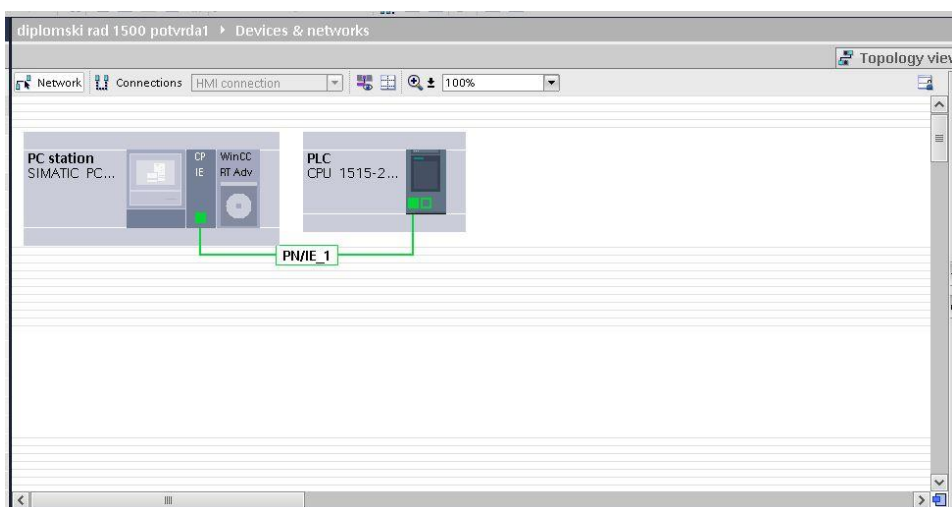 diplomski rad 1500 potvrda1 ▸ Devices & networks
Topology view
Network Connections HMI connection 100%
PC station
SIMATIC PC...
CP
IE
WinCC
RT Adv
PLC
CPU 1515-2...
PN/IE_1